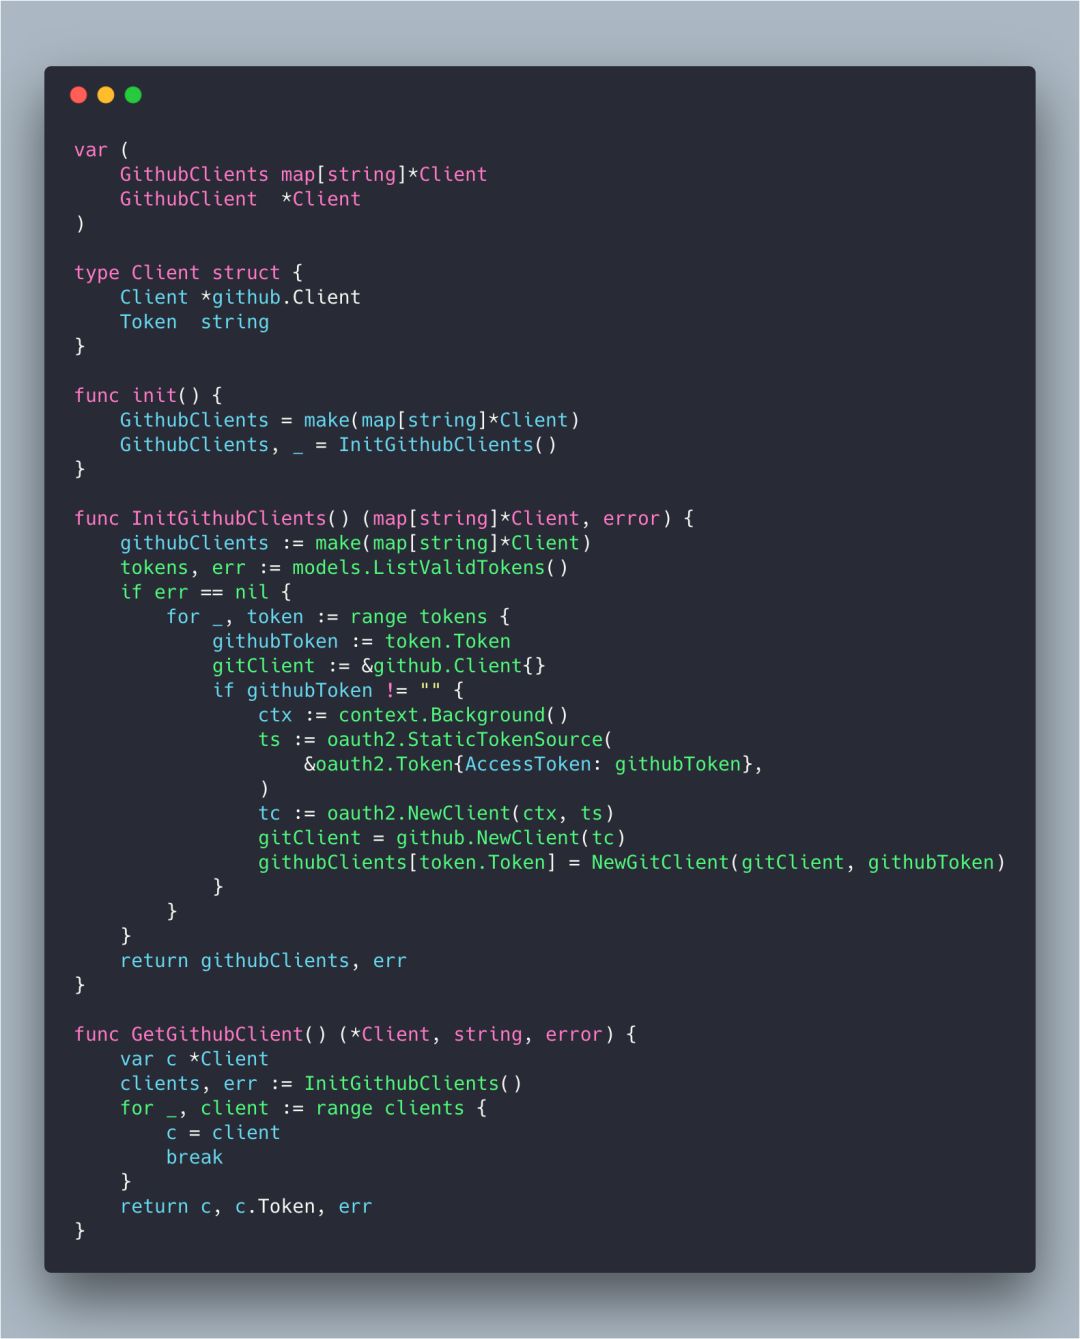 var (
    GithubClients map[string]*Client
    GithubClient  *Client
)

type Client struct {
    Client *github.Client
    Token  string
}

func init() {
    GithubClients = make(map[string]*Client)
    GithubClients, _ = InitGithubClients()
}

func InitGithubClients() (map[string]*Client, error) {
    githubClients := make(map[string]*Client)
    tokens, err := models.ListValidTokens()
    if err == nil {
        for _, token := range tokens {
            githubToken := token.Token
            gitClient := &github.Client{}
            if githubToken != "" {
                ctx := context.Background()
                ts := oauth2.StaticTokenSource(
                    &oauth2.Token{AccessToken: githubToken},
                )
                tc := oauth2.NewClient(ctx, ts)
                gitClient = github.NewClient(tc)
                githubClients[token.Token] = NewGitClient(gitClient, githubToken)
            }
        }
    }
    return githubClients, err
}

func GetGithubClient() (*Client, string, error) {
    var c *Client
    clients, err := InitGithubClients()
    for _, client := range clients {
        c = client
        break
    }
    return c, c.Token, err
}